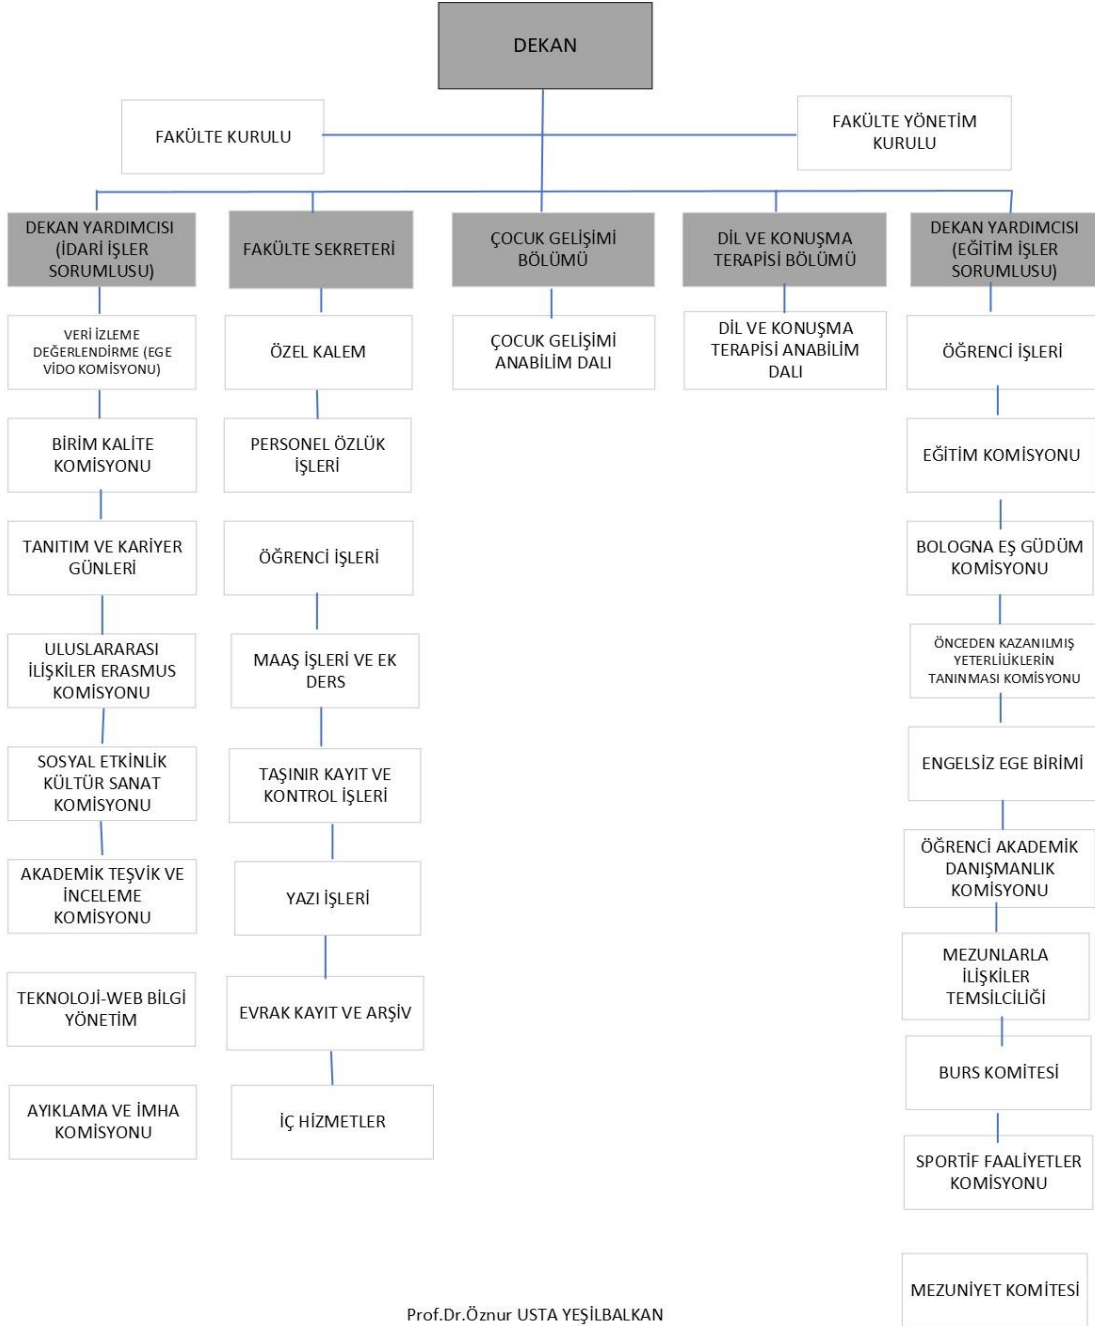 DEKAN
FAKÜLTE KURULU
FAKÜLTE YÖNETİM
KURULU
DEKAN YARDIMCISI
(İDARİ İŞLER
SORUMLUSU)
FAKÜLTE SEKRETERİ
ÇOCUK GELİŞİMİ
BÖLÜMÜ
DİL VE KONUŞMA
TERAPİSİ BÖLÜMÜ
DEKAN YARDIMCISI
(EĞİTİM İŞLER
SORUMLUSU)
VERİ İZLEME
DEĞERLENDİRME (EGE
VİDO KOMİSYONU)
ÖZEL KALEM
ÇOCUK GELİŞİMİ
ANABİLİM DALI
DİL VE KONUŞMA
TERAPİSİ ANABİLİM
DALI
ÖĞRENCİ İŞLERİ
BİRİM KALİTE
KOMİSYONU
PERSONEL ÖZLÜK
İŞLERİ
EĞİTİM KOMİSYONU
TANITIM VE KARİYER
GÜNLERİ
ÖĞRENCİ İŞLERİ
BOLOGNA EŞ GÜDÜM
KOMİSYONU
ULUSLARARASI
İLİŞKİLER ERASMUS
KOMİSYONU
MAAŞ İŞLERİ VE EK
DERS
ÖNCEDEN KAZANILMIŞ
YETERLİLİKLERİN
TANINMASI KOMİSYONU
SOSYAL ETKİNLİK
KÜLTÜR SANAT
KOMİSYONU
TAŞINIR KAYIT VE
KONTROL İŞLERİ
ENGELSİZ EGE BİRİMİ
AKADEMİK TEŞVİK VE
İNCELEME
KOMİSYONU
YAZI İŞLERİ
ÖĞRENCİ AKADEMİK
DANIŞMANLIK
KOMİSYONU
TEKNOLOJİ-WEB BİLGİ
YÖNETİM
EVRAK KAYIT VE ARŞİV
MEZUNLARLA
İLİŞKİLER
TEMSİLCİLİĞİ
BURS KOMİTESİ
AYIKLAMA VE İMHA
KOMİSYONU
İÇ HİZMETLER
SPORTİF FAALİYETLER
KOMİSYONU
MEZUNİYET KOMİTESİ
Prof.Dr.Öznur USTA YEŞİLBALKAN